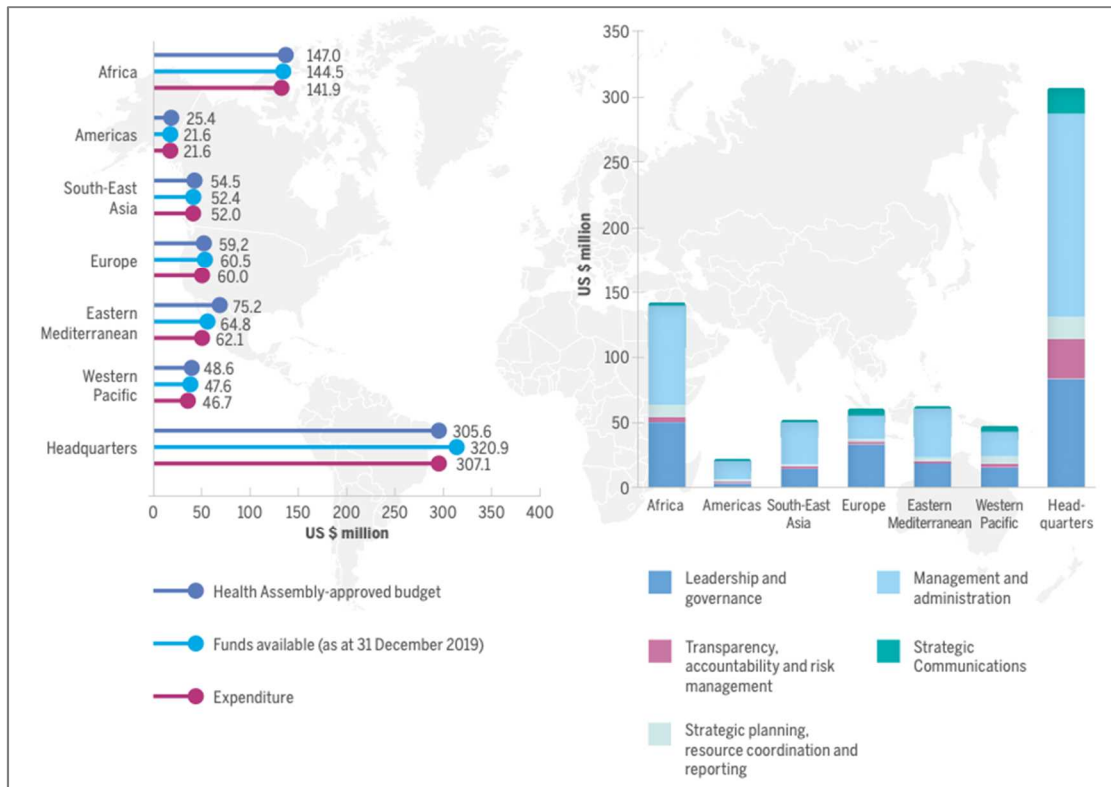 Africa
147.0
144.5
141.9
Americas
25.4
21.6
21.6
South-East
Asia
54.5
52.4
52.0
Europe
59,2
60.5
60.0
Eastern
Mediterranean
75.2
64.8
62.1
Western
Pacific
48.6
47.6
46.7
Headquarters
305.6
320.9
307.1
0 50 100 150 200 250 300 350 400
US $ million
Health Assembly-approved budget
Funds available (as at 31 December 2019)
Expenditure
350
300
250
200
150
100
50
0
US $ million
Africa
Americas
South-East
Asia
Europe
Eastern
Mediterranean
Western
Pacific
Head-
quarters
Leadership and
governance
Management and
administration
Transparency,
accountability and risk
management
Strategic
Communications
Strategic planning,
resource coordination and
reporting